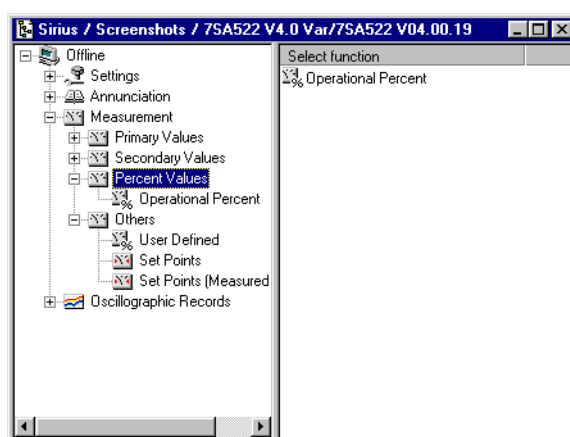 Sirius / Screenshots / 7SA522 V4.0 Var/7SA522 V04.00.19
Offline
Settings
Annunciation
Measurement
Primary Values
Secondary Values
Percent Values
Operational Percent
Others
User Defined
Set Points
Set Points (Measured
Oscillographic Records
Select function
Operational Percent